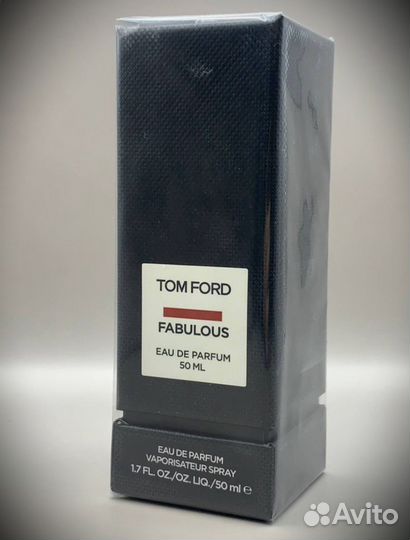 TOM FORD
FABULOUS
EAU DE PARFUM
50 ML
EAU DE PARFUM
VAPORISATEUR SPRAY
1.7 FL. OZ./OZ. LIQ./50 ml ℮
Avito